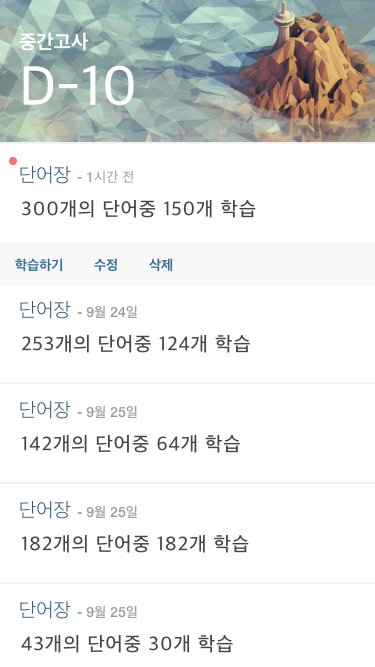 중간고사
D-10
단어장 - 1시간 전
300개의 단어중 150개 학습
학습하기 수정 삭제
단어장 - 9월 24일
253개의 단어중 124개 학습
단어장 - 9월 25일
142개의 단어중 64개 학습
단어장 - 9월 25일
182개의 단어중 182개 학습
단어장 - 9월 25일
43개의 단어중 30개 학습